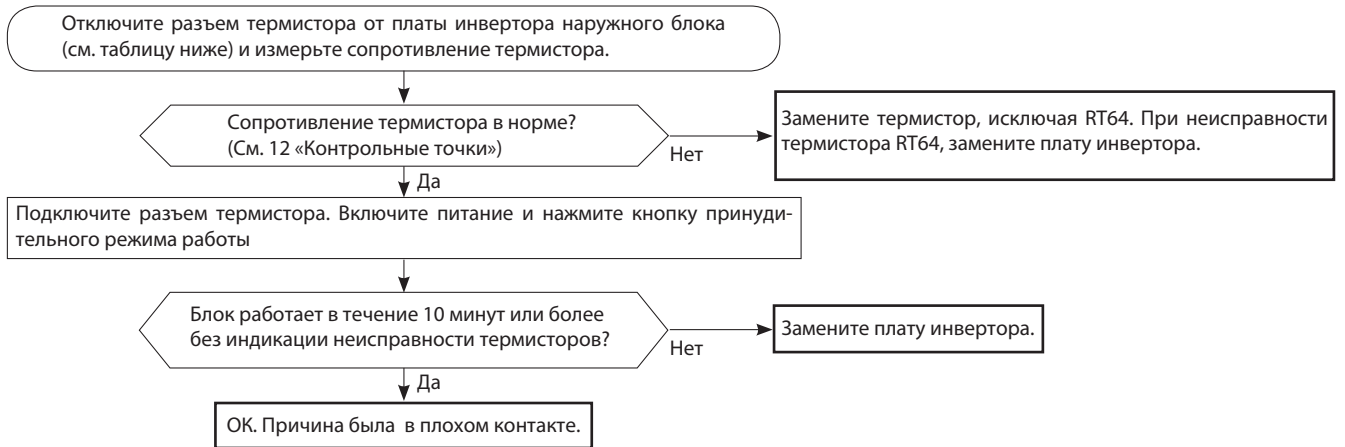 Отключите разъем термистора от платы инвертора наружного блока
(см. таблицу ниже) и измерьте сопротивление термистора.
Сопротивление термистора в норме?
(См. 12 «Контрольные точки»)
Нет
Замените термистор, исключая RT64. При неисправности
термистора RT64, замените плату инвертора.
Да
Подключите разъем термистора. Включите питание и нажмите кнопку принуди-
тельного режима работы
Блок работает в течение 10 минут или более
без индикации неисправности термисторов?
Нет
Замените плату инвертора.
Да
ОК. Причина была в плохом контакте.